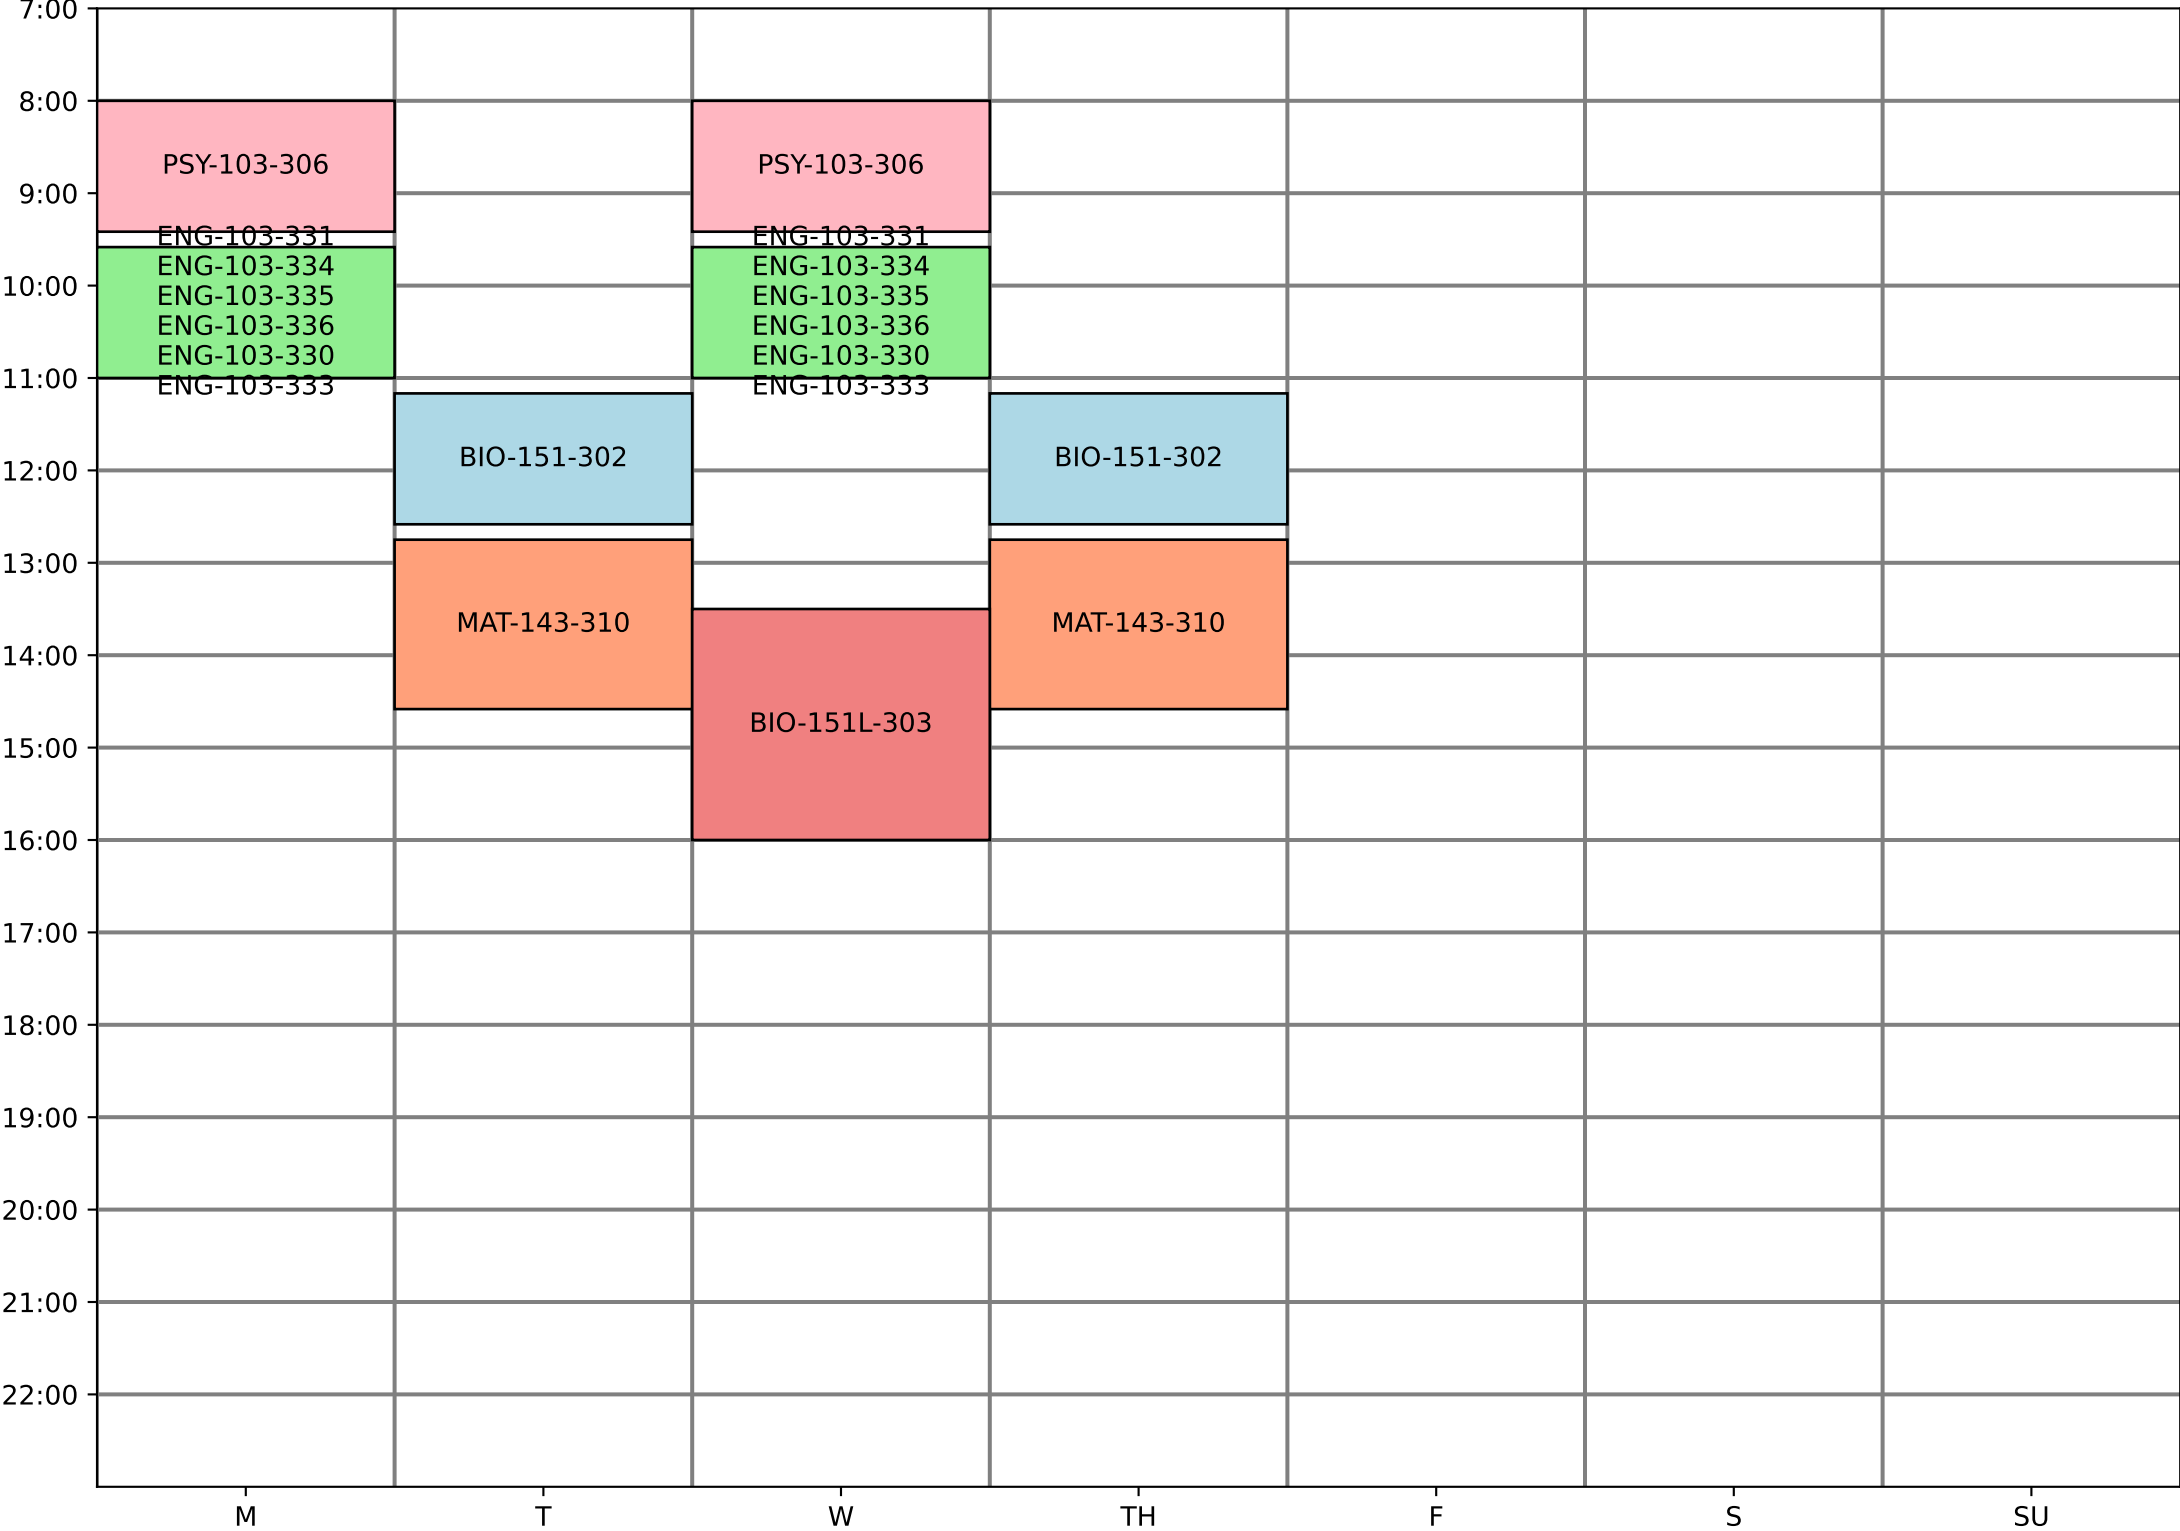 7:00
8:00
PSY-103-306
PSY-103-306
9:00
ENG-103-331
ENG-103-331
ENG-103-334
ENG-103-334
10:00
ENG-103-335
ENG-103-335
ENG-103-336
ENG-103-336
ENG-103-330
ENG-103-330
11:00
ENG-103-333
ENG-103-333
BIO-151-302
BIO-151-302
12:00
13:00
MAT-143-310
MAT-143-310
14:00
BIO-151L-303
15:00
16:00
17:00
18:00
19:00
20:00
21:00
22:00
M T W TH F S SU